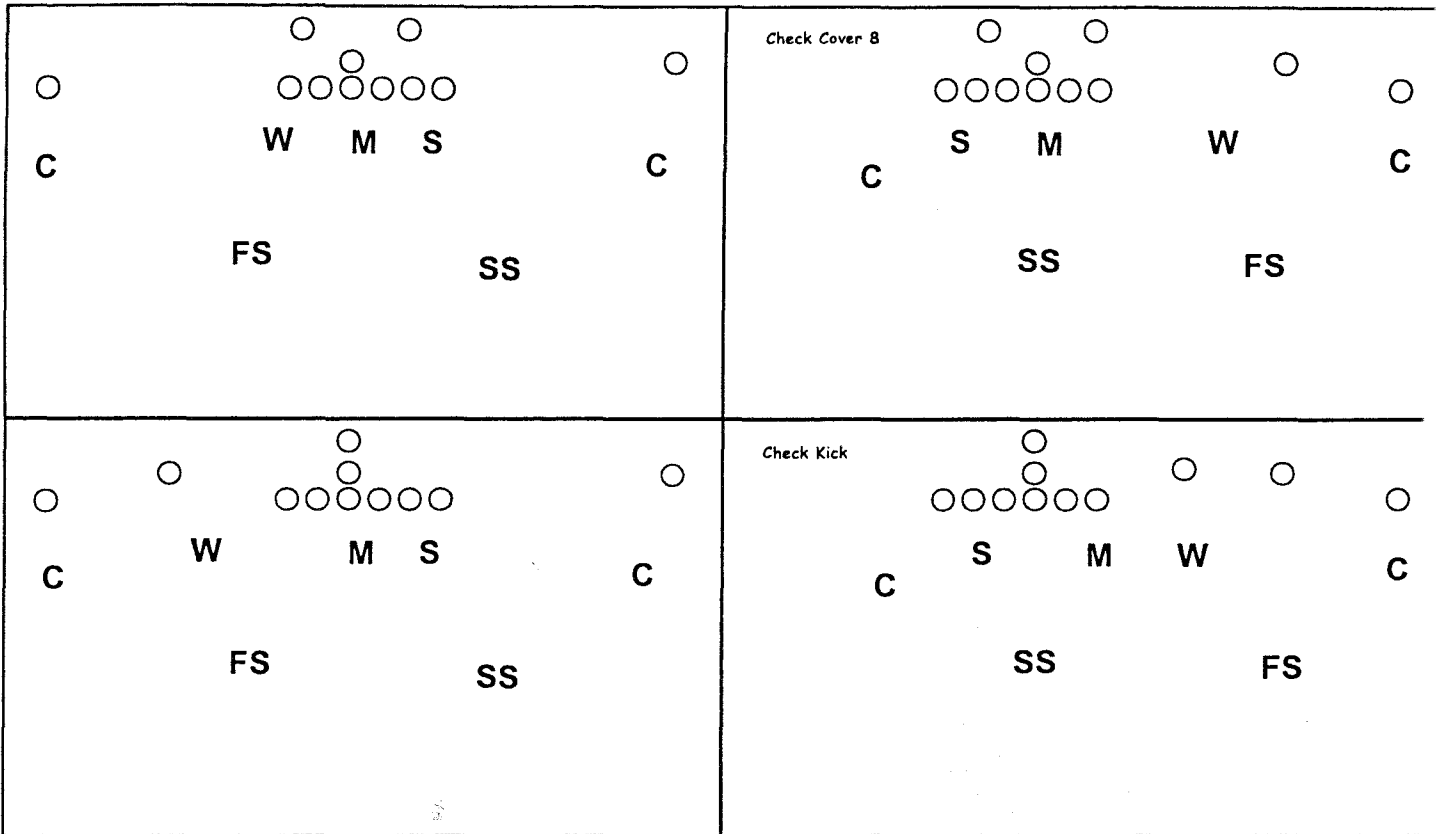 W M S
C C
FS SS
Check Cover 8
S M W
C C
SS FS
W M S
C C
FS SS
Check Kick
S M W
C C
SS FS